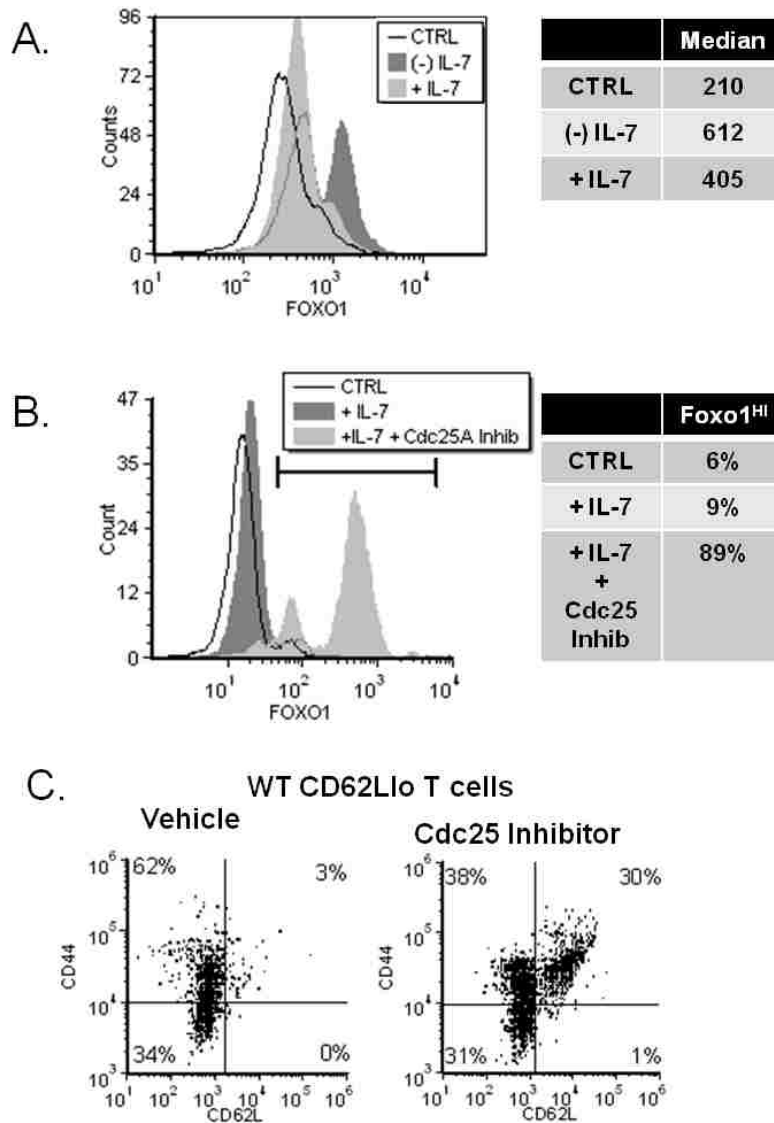 A.
96
72
48
24
0
Counts
10¹ 10² 10³ 10⁴
FOXO1
CTRL
(-) IL-7
+ IL-7
Median
CTRL 210
(-) IL-7 612
+ IL-7 405
B.
47
35
24
12
0
Count
10¹ 10² 10³ 10⁴
FOXO1
CTRL
+ IL-7
+IL-7 + Cdc25A Inhib
Foxo1ᴴᴵ
CTRL 6%
+ IL-7 9%
+ IL-7 89%
+
Cdc25
Inhib
C.
WT CD62Llo T cells
Vehicle
10⁶
10⁵
10⁴
10³
CD44
62% 3%
34% 0%
10¹ 10² 10³ 10⁴ 10⁵ 10⁶
CD62L
Cdc25 Inhibitor
10⁶
10⁵
10⁴
10³
CD44
38% 30%
31% 1%
10¹ 10² 10³ 10⁴ 10⁵ 10⁶
CD62L